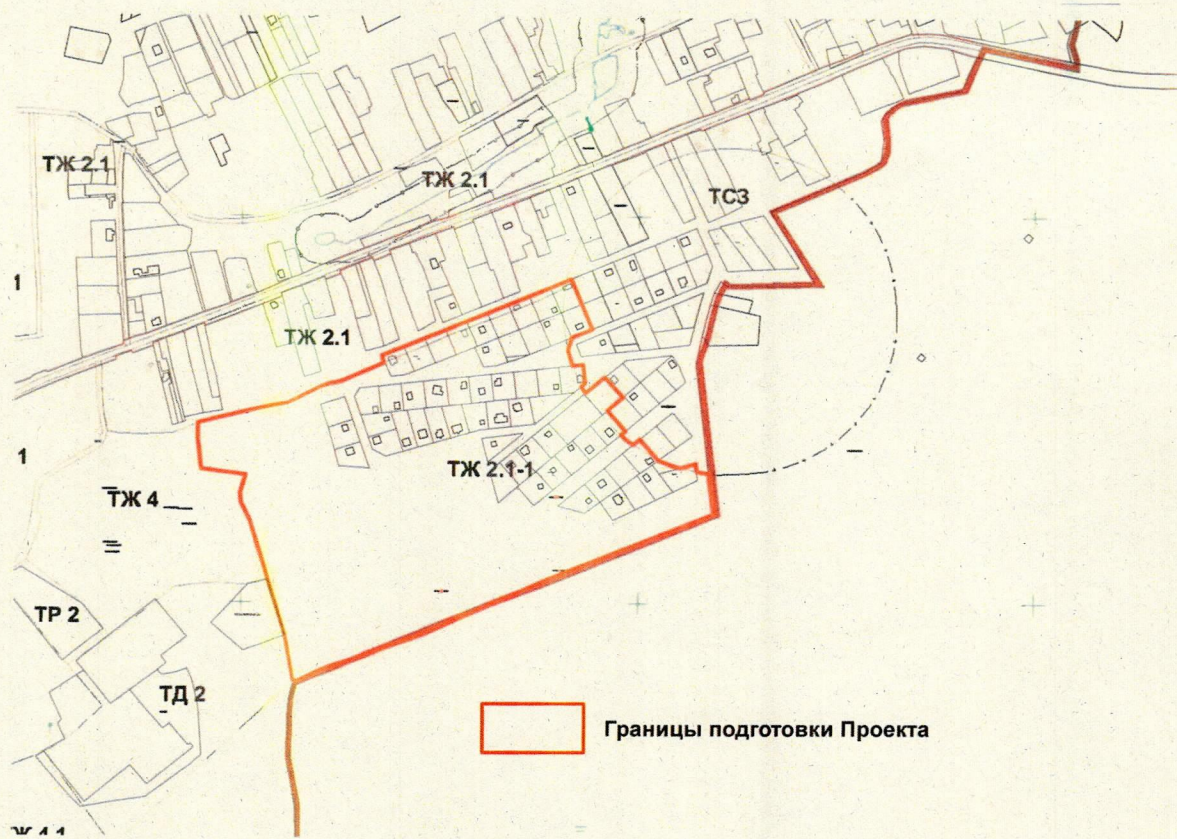 ТЖ 2.1
ТЖ 2.1
ТС3
1
ТЖ 2.1
1
ТЖ 2.1-1
ТЖ 4
ТР 2
ТД 2
Границы подготовки Проекта